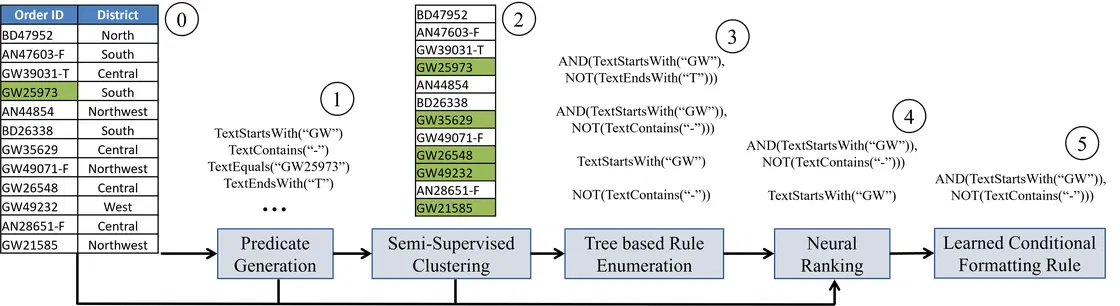 Order ID District
BD47952 North
AN47603-F South
GW39031-T Central
GW25973 South
AN44854 Northwest
BD26338 South
GW35629 Central
GW49071-F Northwest
GW26548 Central
GW49232 West
AN28651-F Central
GW21585 Northwest
0
1
TextStartsWith(“GW”)
TextContains(“-”)
TextEquals(“GW25973”)
TextEndsWith(“T”)
...
2
BD47952
AN47603-F
GW39031-T
GW25973
AN44854
BD26338
GW35629
GW49071-F
GW26548
GW49232
AN28651-F
GW21585
3
AND(TextStartsWith(“GW”),
NOT(TextEndsWith(“T”)))
AND(TextStartsWith(“GW”)),
NOT(TextContains(“-”)))
TextStartsWith(“GW”)
NOT(TextContains(“-”))
4
AND(TextStartsWith(“GW”)),
NOT(TextContains(“-”)))
TextStartsWith(“GW”)
5
AND(TextStartsWith(“GW”)),
NOT(TextContains(“-”)))
Predicate
Generation
Semi-Supervised
Clustering
Tree based Rule
Enumeration
Neural
Ranking
Learned Conditional
Formatting Rule